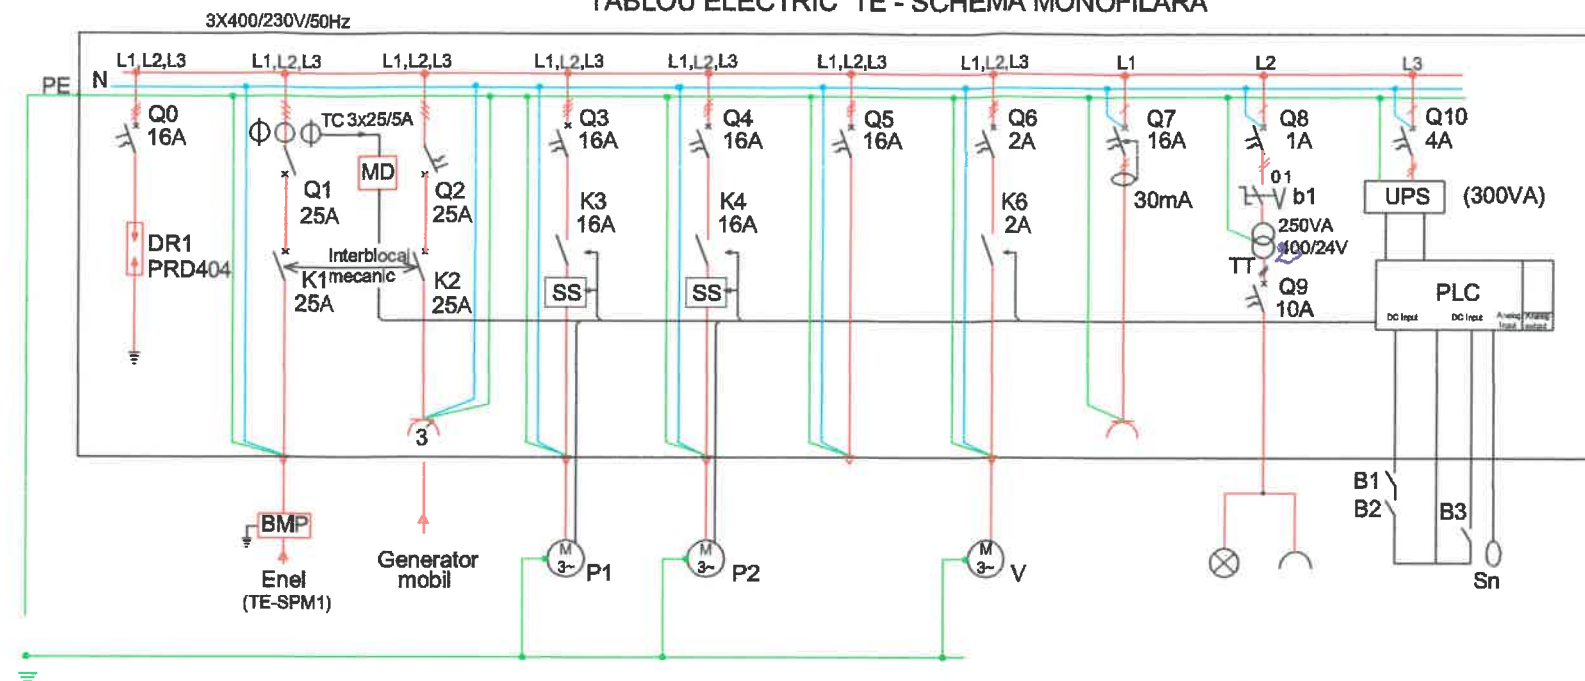 TABLOU ELECTRIC TE - SCHEMA MONOFILARA
3X400/230V/50Hz
L1,L2,L3 L1,L2,L3 L1,L2,L3 L1,L2,L3 L1,L2,L3 L1,L2,L3 L1,L2,L3 L1 L2 L3
PE N
Q0
16A
TC 3x25/5A
MD
Q1
25A
Q2
25A
Q3
16A
Q4
16A
Q5
16A
Q6
2A
Q7
16A
30mA
Q8
1A
Q10
4A
DR1
PRD404
Interblocaj
mecanic
K1
25A
K2
25A
K3
16A
SS
K4
16A
SS
K6
2A
01
b1
250VA
400/24V
TT
Q9
10A
UPS (300VA)
PLC
DC Input DC Input Analog Input Analog output
3
BMP
Enel
(TE-SPM1)
Generator
mobil
M
3~
P1
M
3~
P2
M
3~
V
B1
B2
B3
Sn